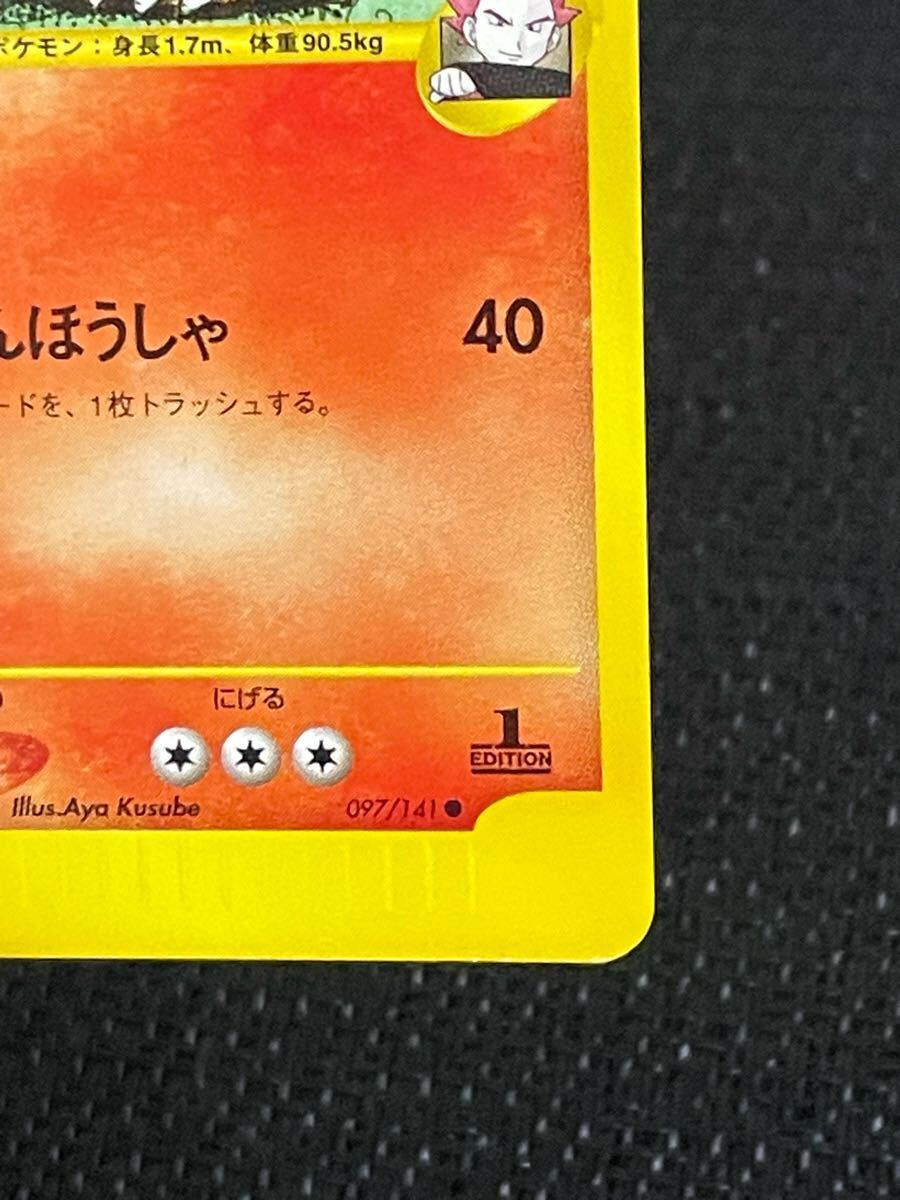 ポケモン：身長1.7m、体重90.5kg
んほうしゃ 40
ードを、1枚トラッシュする。
にげる
1
EDITION
Illus.Aya Kusube 097/141